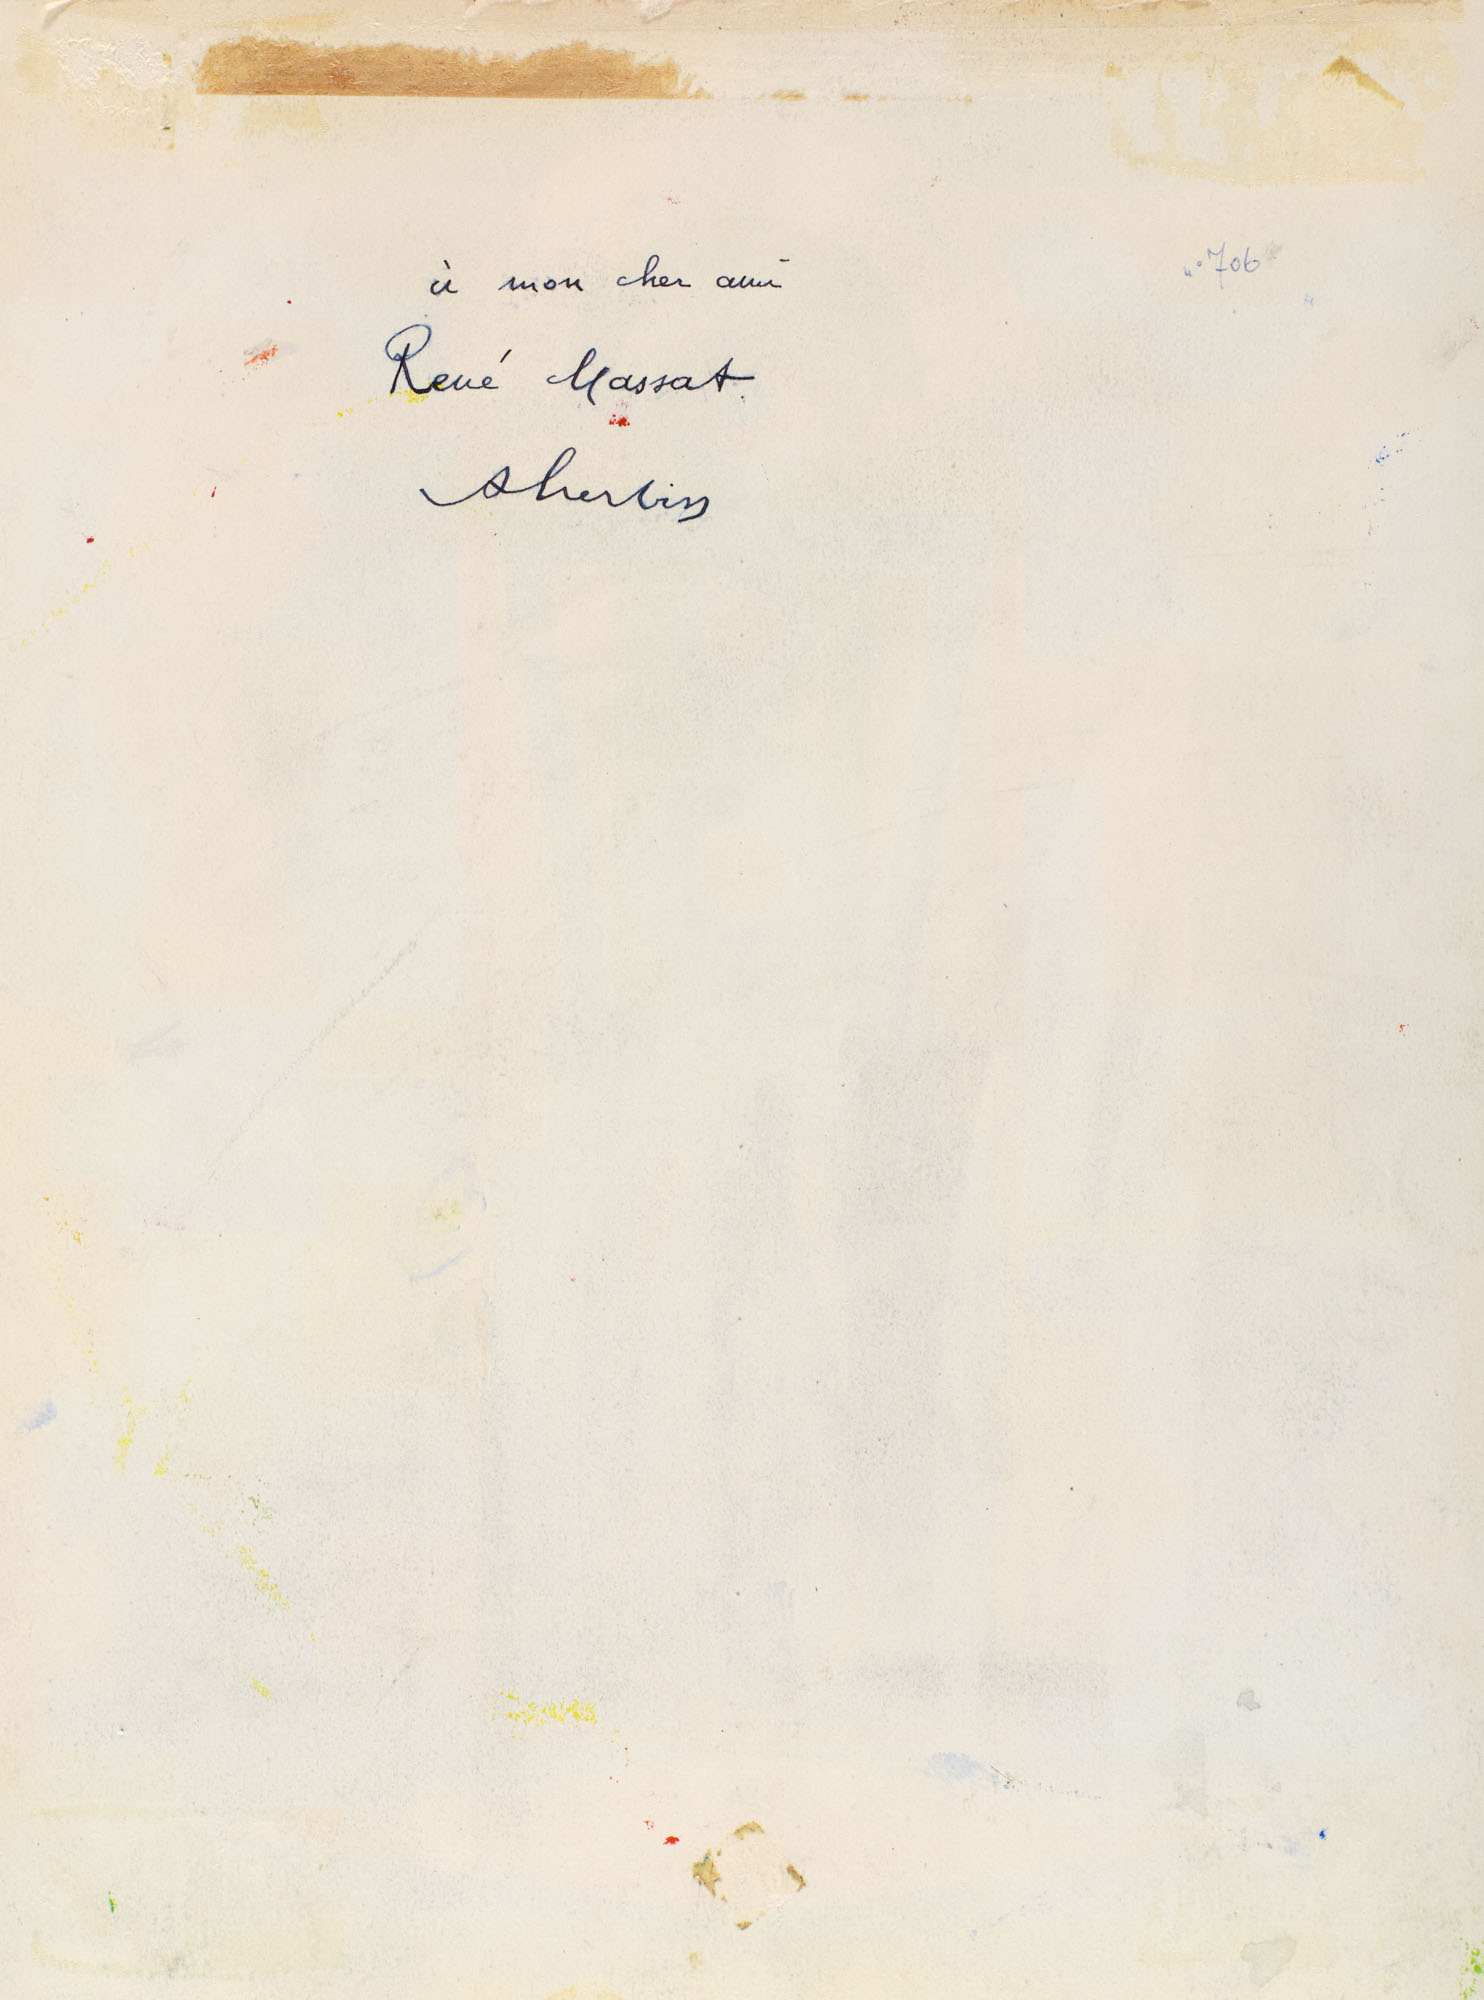 à mon cher ami
n° 706
René Massat.
Aherbin